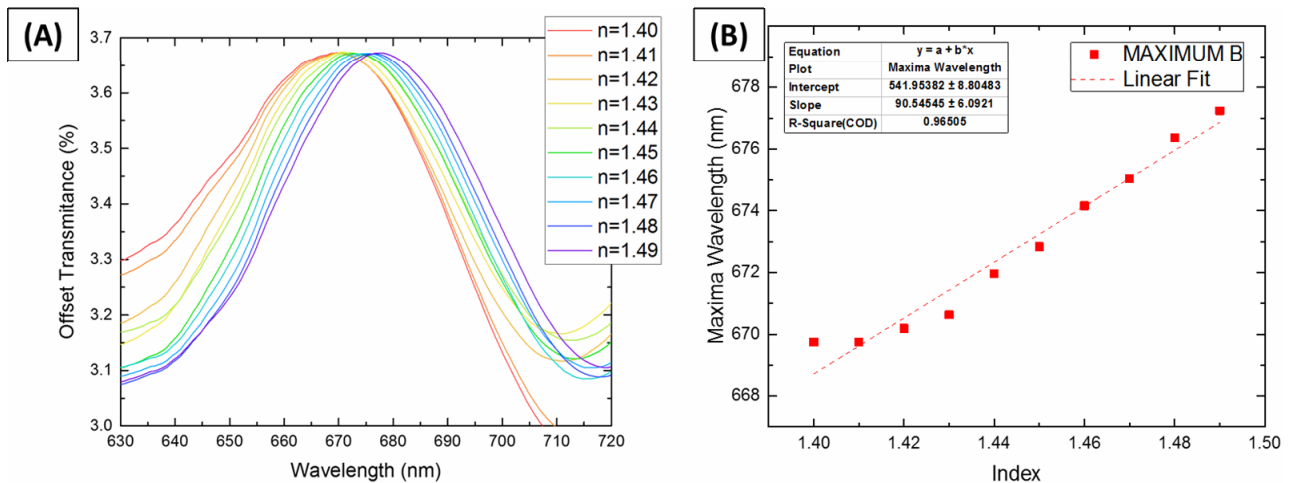 (A)
3.7
3.6
3.5
3.4
3.3
3.2
3.1
3.0
Offset Transmitance (%)
630 640 650 660 670 680 690 700 710 720
Wavelength (nm)
n=1.40
n=1.41
n=1.42
n=1.43
n=1.44
n=1.45
n=1.46
n=1.47
n=1.48
n=1.49
(B)
Equation y = a + b*x
Plot Maxima Wavelength
Intercept 541.95382 ± 8.80483
Slope 90.54545 ± 6.0921
R-Square(COD) 0.96505
MAXIMUM B
Linear Fit
678
676
674
672
670
668
Maxima Wavelength (nm)
1.40 1.42 1.44 1.46 1.48 1.50
Index